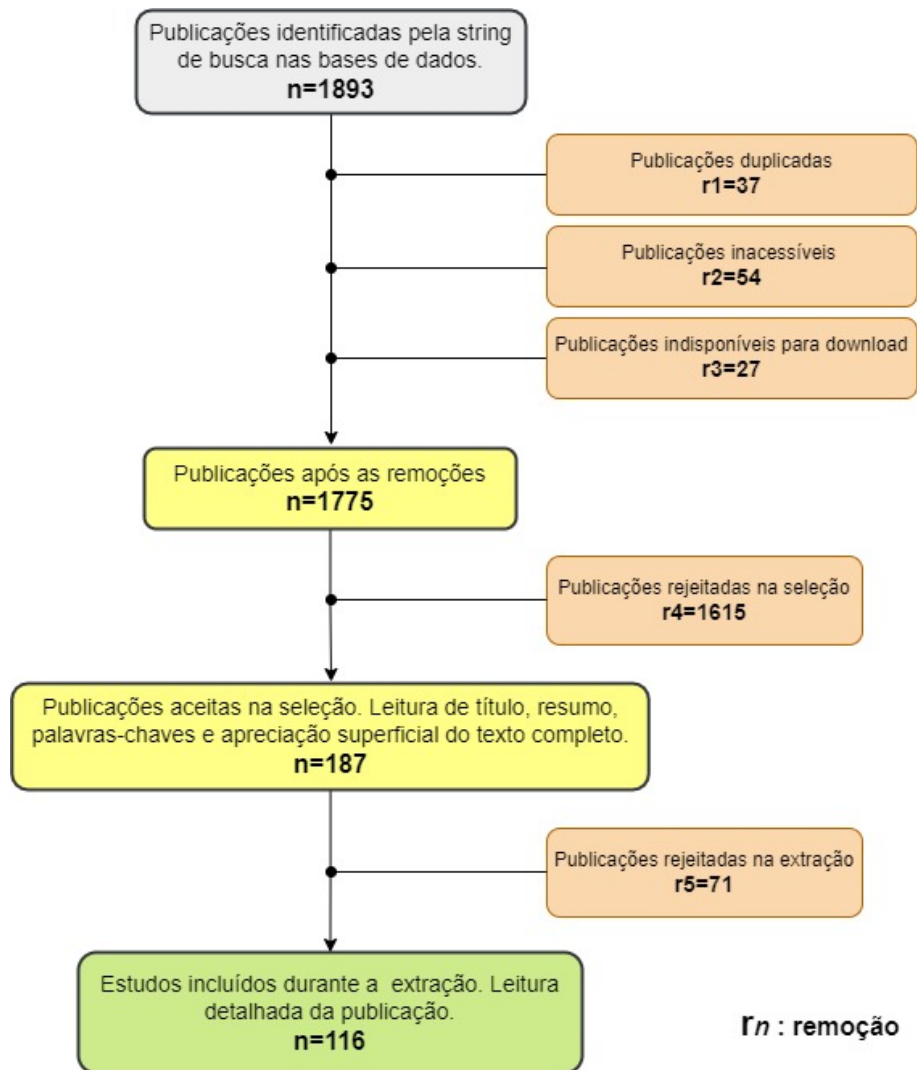 Publicações identificadas pela string
de busca nas bases de dados.
n=1893
Publicações duplicadas
r1=37
Publicações inacessíveis
r2=54
Publicações indisponíveis para download
r3=27
Publicações após as remoções
n=1775
Publicações rejeitadas na seleção
r4=1615
Publicações aceitas na seleção. Leitura de título, resumo,
palavras-chaves e apreciação superficial do texto completo.
n=187
Publicações rejeitadas na extração
r5=71
Estudos incluídos durante a extração. Leitura
detalhada da publicação.
n=116
rn : remoção